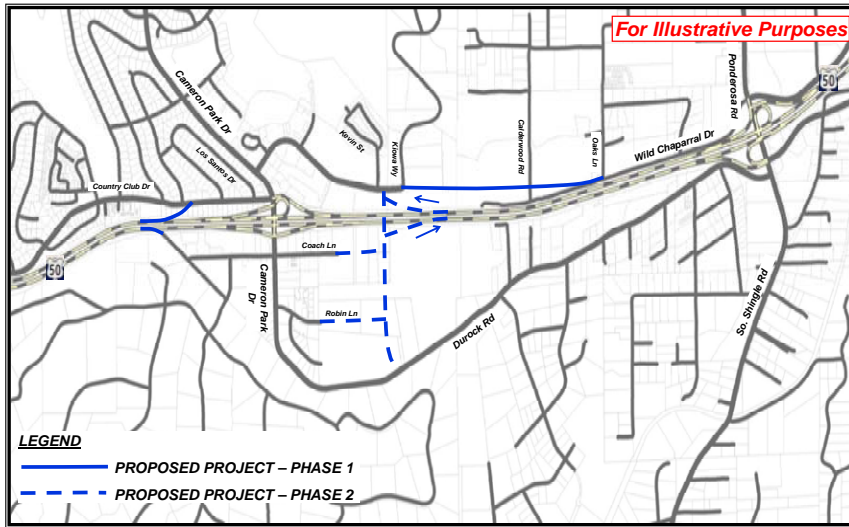 For Illustrative Purposes
50
Ponderosa Rd
Cameron Park Dr
Kevin St
Kiowa Wy
Calderwood Rd
Oaks Ln
Wild Chaparral Dr
Los Santos Dr
Country Club Dr
Coach Ln
50
Cameron Park
Dr
Robin Ln
Durock Rd
So. Shingle Rd
LEGEND
PROPOSED PROJECT – PHASE 1
PROPOSED PROJECT – PHASE 2